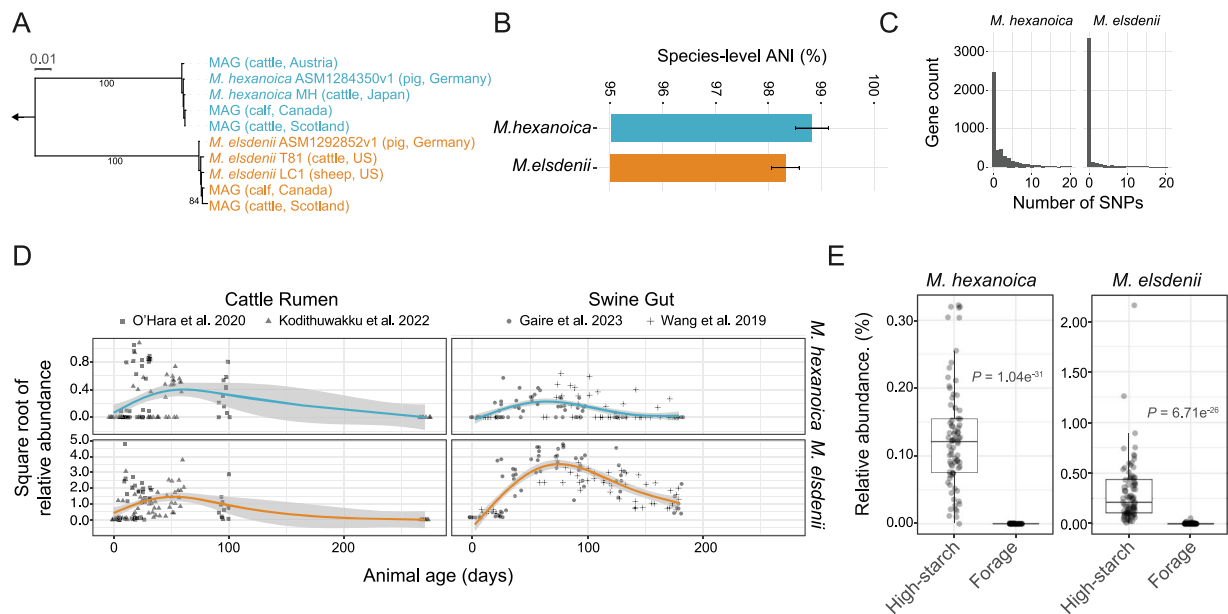 A
0.01
100
100
84
MAG (cattle, Austria)
M. hexanoica ASM1284350v1 (pig, Germany)
M. hexanoica MH (cattle, Japan)
MAG (calf, Canada)
MAG (cattle, Scotland)
M. elsdenii ASM1292852v1 (pig, Germany)
M. elsdenii T81 (cattle, US)
M. elsdenii LC1 (sheep, US)
MAG (calf, Canada)
MAG (cattle, Scotland)
B
Species-level ANI (%)
95 96 97 98 99 100
M.hexanoica
M.elsdenii
C
M. hexanoica M. elsdenii
Gene count
3000
2000
1000
0
0 10 20 0 10 20
Number of SNPs
D
Cattle Rumen
O'Hara et al. 2020 Kodithuwakku et al. 2022
Swine Gut
Gaire et al. 2023 Wang et al. 2019
Square root of
relative abundance
0.8
0.4
0.0
M. hexanoica
5.0
4.0
3.0
2.0
1.0
0.0
M. elsdenii
0 100 200 0 100 200
Animal age (days)
E
M. hexanoica
M. elsdenii
Relative abundance. (%)
0.30
0.20
0.10
0.00
P = 1.04e-31
High-starch
Forage
2.00
1.50
1.00
0.50
0.00
P = 6.71e-26
High-starch
Forage